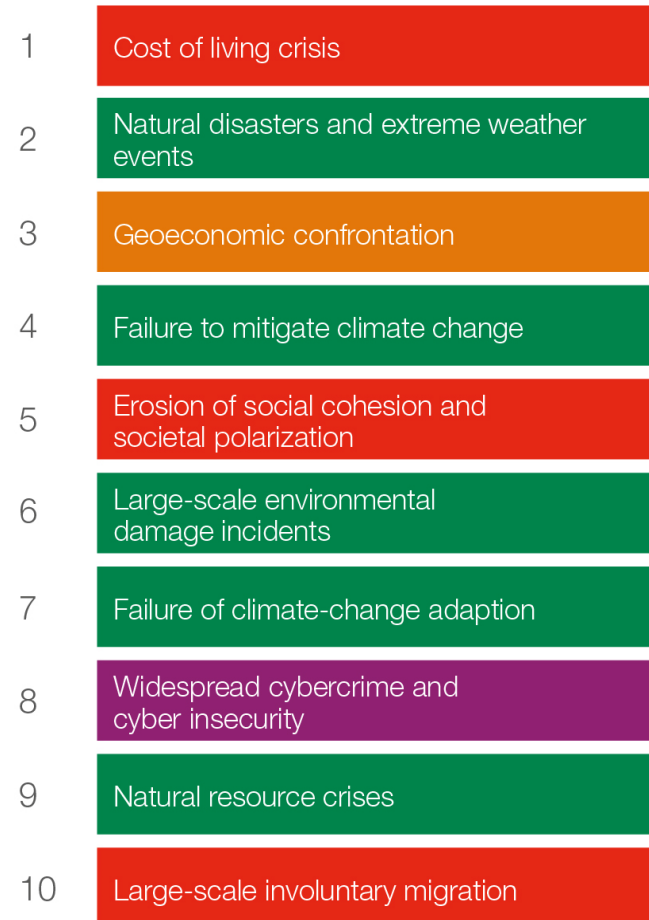 1
Cost of living crisis
2
Natural disasters and extreme weather
events
3
Geoeconomic confrontation
4
Failure to mitigate climate change
5
Erosion of social cohesion and
societal polarization
6
Large-scale environmental
damage incidents
7
Failure of climate-change adaption
8
Widespread cybercrime and
cyber insecurity
9
Natural resource crises
10
Large-scale involuntary migration